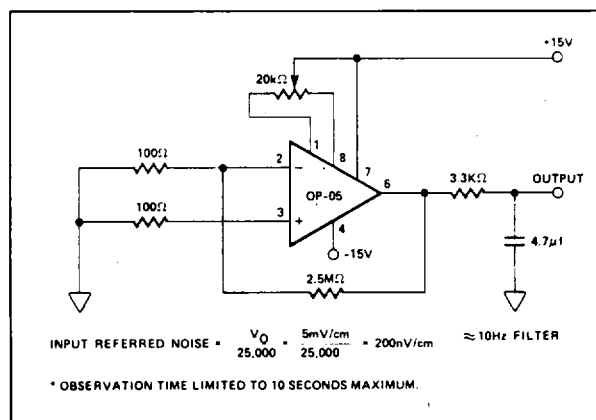 +15V
20kΩ
1
8
7
100Ω
2
-
OP-05
6
3.3KΩ
OUTPUT
100Ω
3
+
4
-15V
4.7µf
2.5MΩ
INPUT REFERRED NOISE = V₀ / 25,000 = 5mV/cm / 25,000 = 200nV/cm
≈10Hz FILTER
* OBSERVATION TIME LIMITED TO 10 SECONDS MAXIMUM.